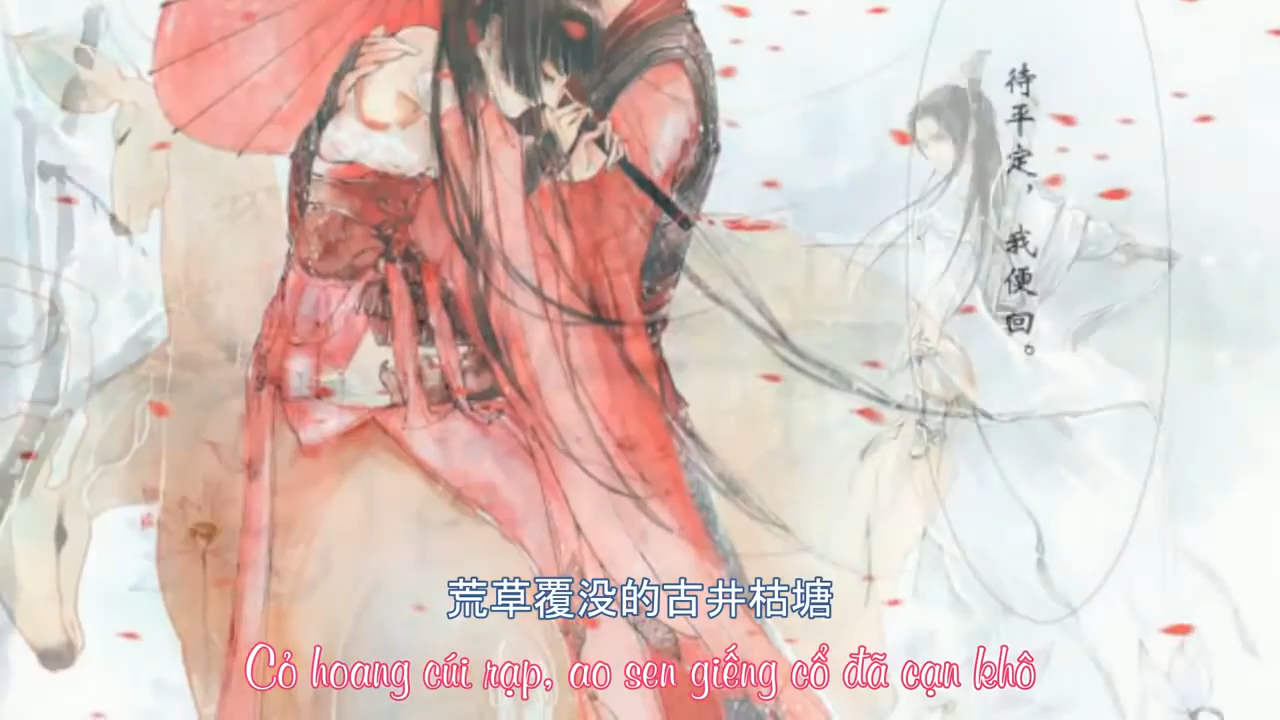 待平定，我便回。
荒草覆没的古井枯塘
Cỏ hoang cúi rạp, ao sen giếng cổ đã cạn khô